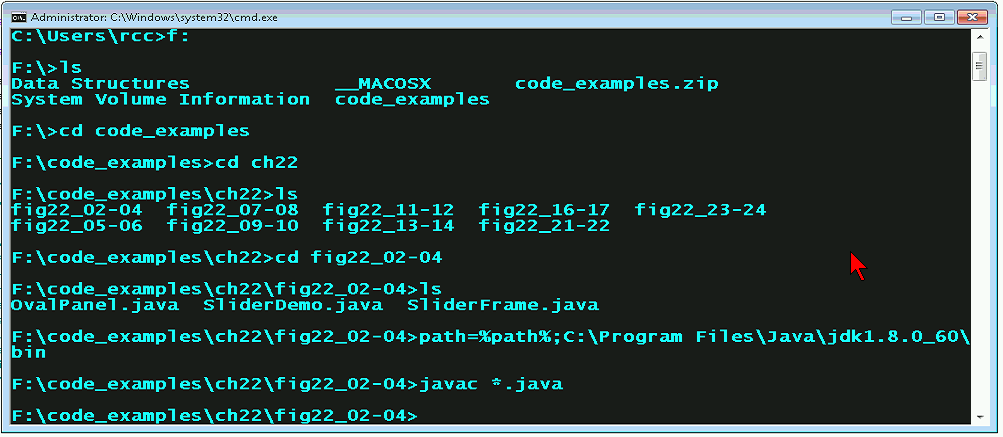 Administrator: C:\Windows\system32\cmd.exe
C:\Users\rcc>f:
F:\>ls
Data Structures            __MACOSX       code_examples.zip
System Volume Information  code_examples
F:\>cd code_examples
F:\code_examples>cd ch22
F:\code_examples\ch22>ls
fig22_02-04  fig22_07-08  fig22_11-12  fig22_16-17  fig22_23-24
fig22_05-06  fig22_09-10  fig22_13-14  fig22_21-22
F:\code_examples\ch22>cd fig22_02-04
F:\code_examples\ch22\fig22_02-04>ls
OvalPanel.java  SliderDemo.java  SliderFrame.java
F:\code_examples\ch22\fig22_02-04>path=%path%;C:\Program Files\Java\jdk1.8.0_60\
bin
F:\code_examples\ch22\fig22_02-04>javac *.java
F:\code_examples\ch22\fig22_02-04>